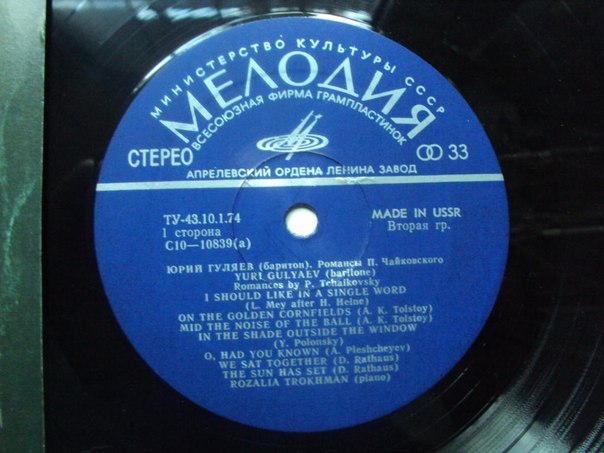 МИНИСТЕРСТВО КУЛЬТУРЫ СССР
МЕЛОДИЯ
ВСЕСОЮЗНАЯ ФИРМА ГРАМПЛАСТИНОК
СТЕРЕО
33
АПРЕЛЕВСКИЙ ОРДЕНА ЛЕНИНА ЗАВОД
ТУ-43.10.1.74
1 сторона
С10—10839(а)
MADE IN USSR
Вторая гр.
ЮРИЙ ГУЛЯЕВ (баритон). Романсы П. Чайковского
YURI GULYAEV (baritone)
Romances by P. Tchaikovsky
I SHOULD LIKE IN A SINGLE WORD
(L. Mey after H. Heine)
ON THE GOLDEN CORNFIELDS (A. K. Tolstoy)
MID THE NOISE OF THE BALL (A. K. Tolstoy)
IN THE SHADE OUTSIDE THE WINDOW
(Y. Polonsky)
O, HAD YOU KNOWN (A. Pleshcheyev)
WE SAT TOGETHER (D. Rathaus)
THE SUN HAS SET (D. Rathaus)
ROZALIA TROKHMAN (piano)